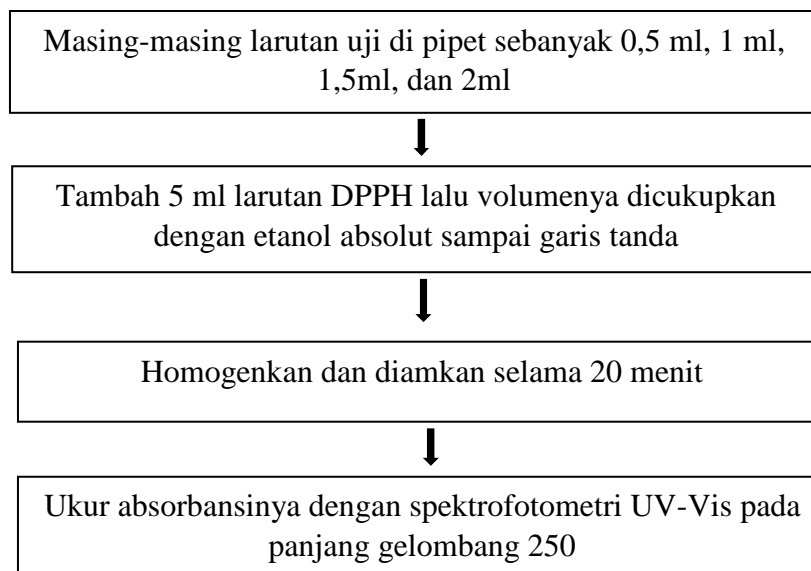 Masing-masing larutan uji di pipet sebanyak 0,5 ml, 1 ml,
1,5ml, dan 2ml
Tambah 5 ml larutan DPPH lalu volumenya dicukupkan
dengan etanol absolut sampai garis tanda
Homogenkan dan diamkan selama 20 menit
Ukur absorbansinya dengan spektrofotometri UV-Vis pada
panjang gelombang 250